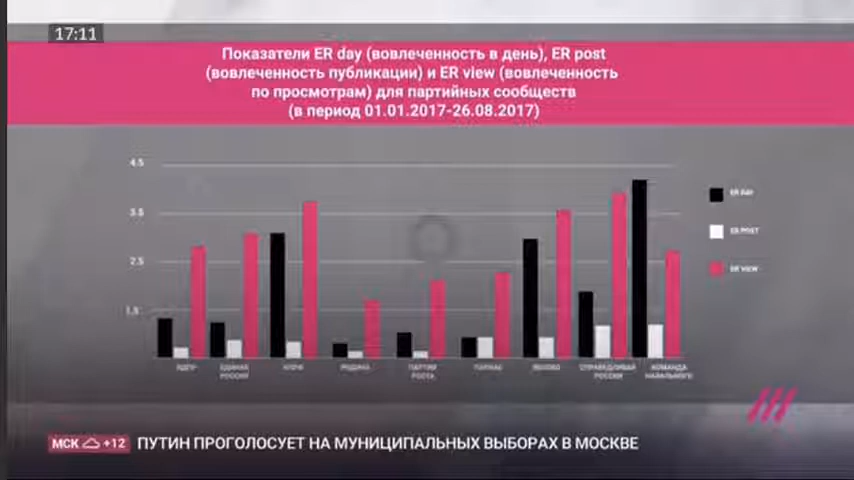 17:11
Показатели ER day (вовлеченность в день), ER post
(вовлеченность публикации) и ER view (вовлеченность
по просмотрам) для партийных сообществ
(в период 01.01.2017-26.08.2017)
4.5
3.5
2.5
1.5
ER DAY
ER POST
ER VIEW
ЛДПР
ЕДИНАЯ
РОССИЯ
КПРФ
РОДИНА
ПАРТИЯ
РОСТА
ПАРНАС
ЯБЛОКО
СПРАВЕДЛИВАЯ
РОССИЯ
КОМАНДА
НАВАЛЬНОГО
МСК +12 ПУТИН ПРОГОЛОСУЕТ НА МУНИЦИПАЛЬНЫХ ВЫБОРАХ В МОСКВЕ